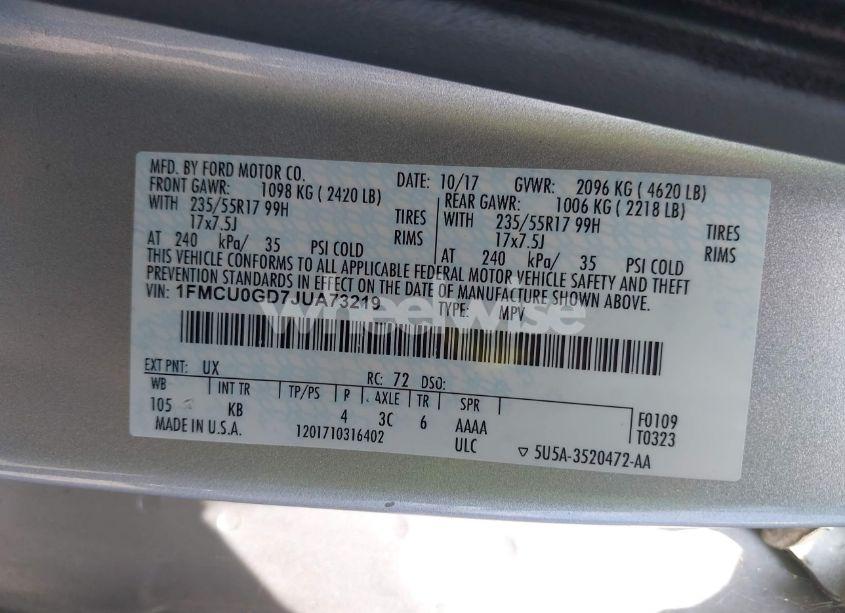 MFD. BY FORD MOTOR CO.
DATE: 10/17 GVWR: 2096 KG ( 4620 LB)
FRONT GAWR: 1098 KG ( 2420 LB)
WITH 235/55R17 99H TIRES
17x7.5J RIMS
AT 240 kPa/ 35 PSI COLD
REAR GAWR: 1006 KG ( 2218 LB)
WITH 235/55R17 99H TIRES
17x7.5J RIMS
AT 240 kPa/ 35 PSI COLD
THIS VEHICLE CONFORMS TO ALL APPLICABLE FEDERAL MOTOR VEHICLE SAFETY AND THEFT
PREVENTION STANDARDS IN EFFECT ON THE DATE OF MANUFACTURE SHOWN ABOVE.
VIN: 1FMCU0GD7JUA73219 TYPE: MPV
wheelwise
EXT PNT: UX RC: 72 DSO:
WB INT TR TP/PS R AXLE TR SPR
105 KB 4 3C 6 AAAA
F0109
T0323
MADE IN U.S.A. 1201710316402 ULC ▽ 5U5A-3520472-AA